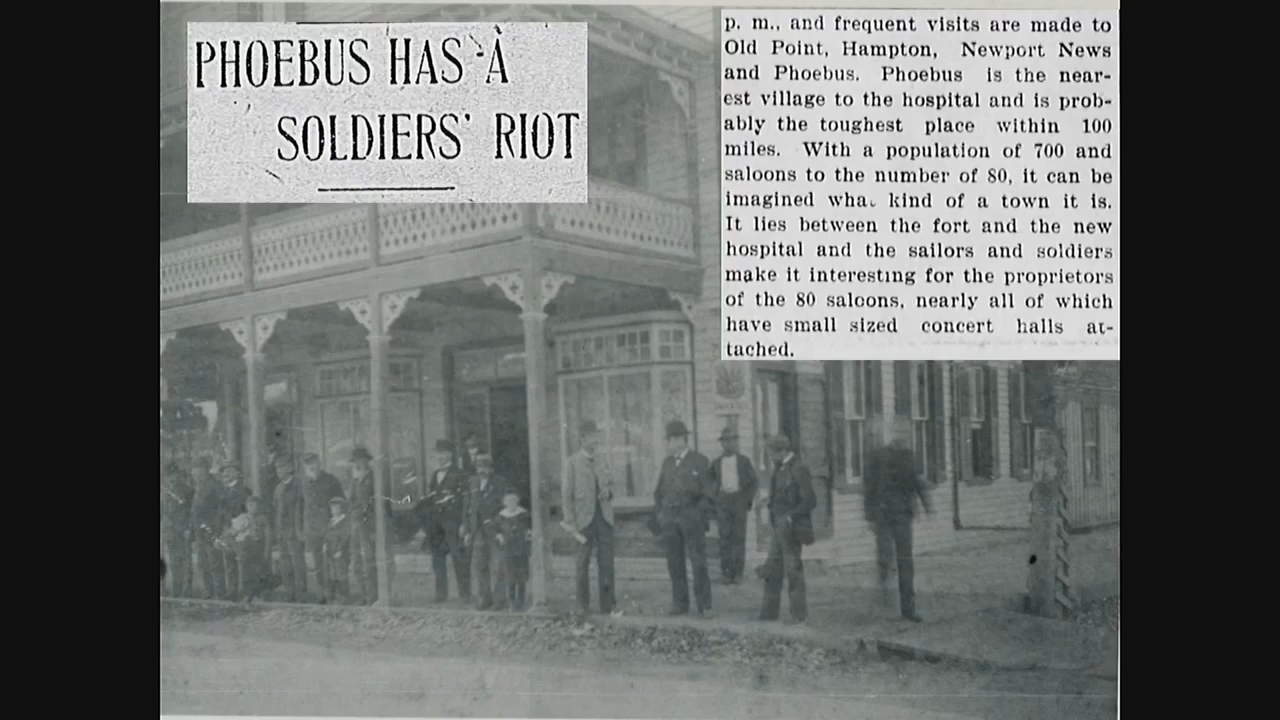 PHOEBUS HAS A
SOLDIERS' RIOT
p. m., and frequent visits are made to
Old Point, Hampton, Newport News
and Phoebus. Phoebus is the near-
est village to the hospital and is prob-
ably the toughest place within 100
miles. With a population of 700 and
saloons to the number of 80, it can be
imagined wha. kind of a town it is.
It lies between the fort and the new
hospital and the sailors and soldiers
make it interesting for the proprietors
of the 80 saloons, nearly all of which
have small sized concert halls at-
tached.